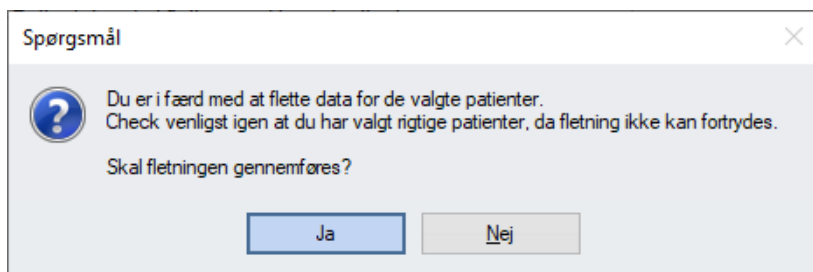 Spørgsmål
Du er i færd med at flette data for de valgte patienter.
Check venligst igen at du har valgt rigtige patienter, da fletning ikke kan fortrydes.
Skal fletningen gennemføres?
Ja
Nej